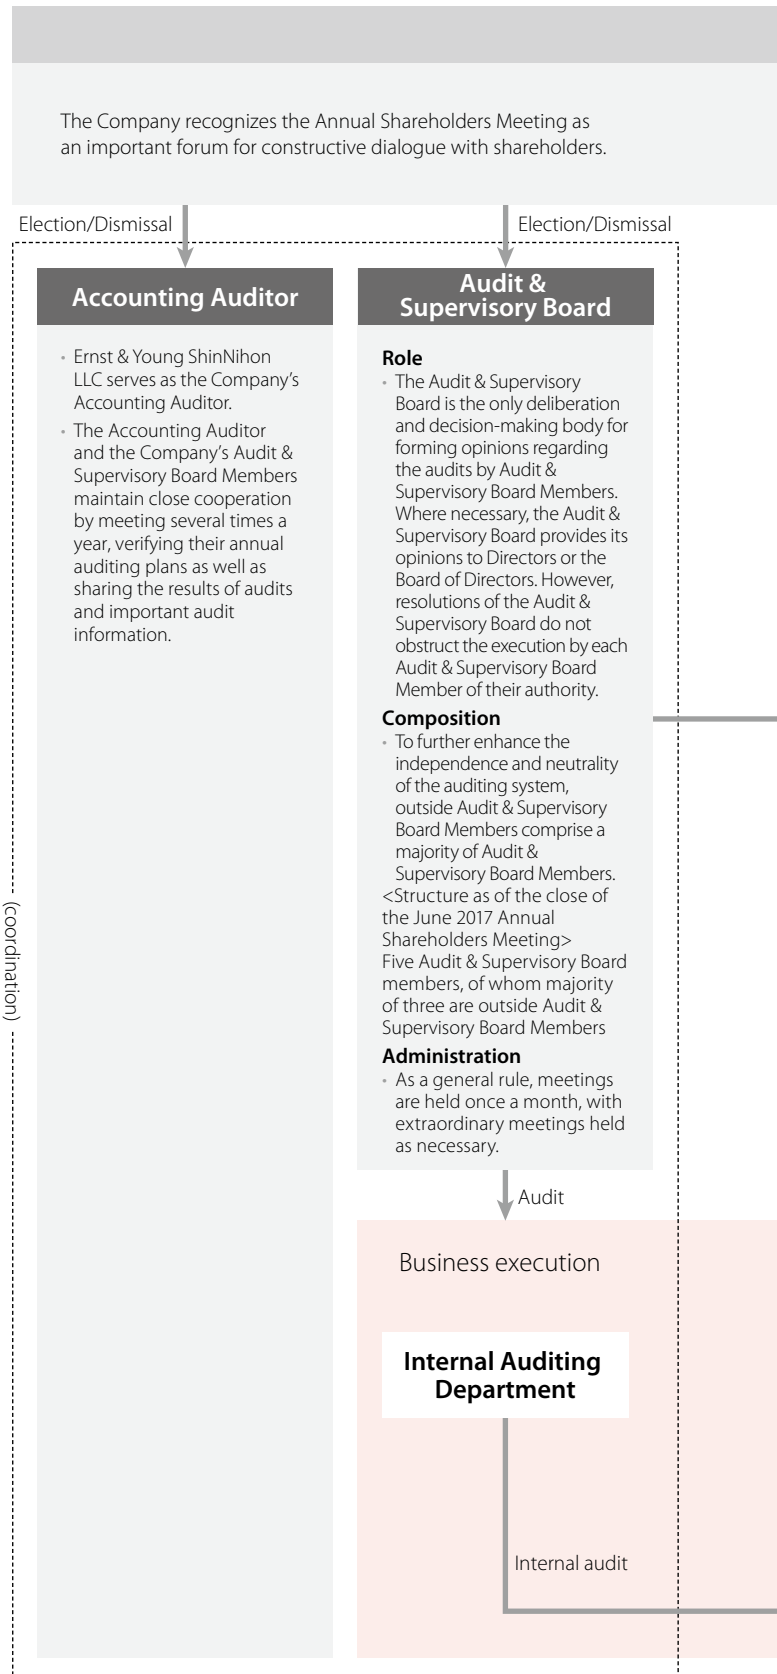 The Company recognizes the Annual Shareholders Meeting as
an important forum for constructive dialogue with shareholders.
Election/Dismissal
Election/Dismissal
Accounting Auditor
• Ernst & Young ShinNihon
LLC serves as the Company's
Accounting Auditor.
• The Accounting Auditor
and the Company's Audit &
Supervisory Board Members
maintain close cooperation
by meeting several times a
year, verifying their annual
auditing plans as well as
sharing the results of audits
and important audit
information.
Audit &
Supervisory Board
Role
• The Audit & Supervisory
Board is the only deliberation
and decision-making body for
forming opinions regarding
the audits by Audit &
Supervisory Board Members.
Where necessary, the Audit &
Supervisory Board provides its
opinions to Directors or the
Board of Directors. However,
resolutions of the Audit &
Supervisory Board do not
obstruct the execution by each
Audit & Supervisory Board
Member of their authority.
Composition
• To further enhance the
independence and neutrality
of the auditing system,
outside Audit & Supervisory
Board Members comprise a
majority of Audit &
Supervisory Board Members.
<Structure as of the close of
the June 2017 Annual
Shareholders Meeting>
Five Audit & Supervisory Board
members, of whom majority
of three are outside Audit &
Supervisory Board Members
Administration
• As a general rule, meetings
are held once a month, with
extraordinary meetings held
as necessary.
(coordination)
Audit
Business execution
Internal Auditing
Department
Internal audit